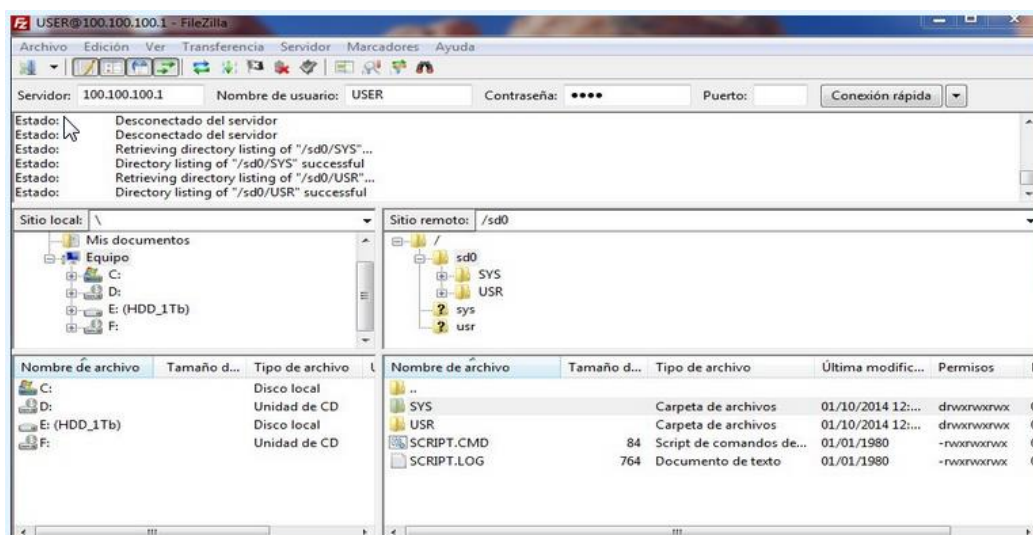 USER@100.100.100.1 - FileZilla
Archivo Edición Ver Transferencia Servidor Marcadores Ayuda
Servidor: 100.100.100.1 Nombre de usuario: USER Contraseña: •••• Puerto: Conexión rápida
Estado: Desconectado del servidor
Estado: Desconectado del servidor
Estado: Retrieving directory listing of "/sd0/SYS"...
Estado: Directory listing of "/sd0/SYS" successful
Estado: Retrieving directory listing of "/sd0/USR"...
Estado: Directory listing of "/sd0/USR" successful
Sitio local: \
Mis documentos
Equipo
C:
D:
E: (HDD_1Tb)
F:
Sitio remoto: /sd0
/
sd0
SYS
USR
? sys
? usr
Nombre de archivo Tamaño d... Tipo de archivo
C: Disco local
D: Unidad de CD
E: (HDD_1Tb) Disco local
F: Unidad de CD
Nombre de archivo Tamaño d... Tipo de archivo Última modific... Permisos
..
SYS Carpeta de archivos 01/10/2014 12:... drwxrwxrwx
USR Carpeta de archivos 01/10/2014 12:... drwxrwxrwx
SCRIPT.CMD 84 Script de comandos de... 01/01/1980 -rwxrwxrwx
SCRIPT.LOG 764 Documento de texto 01/01/1980 -rwxrwxrwx